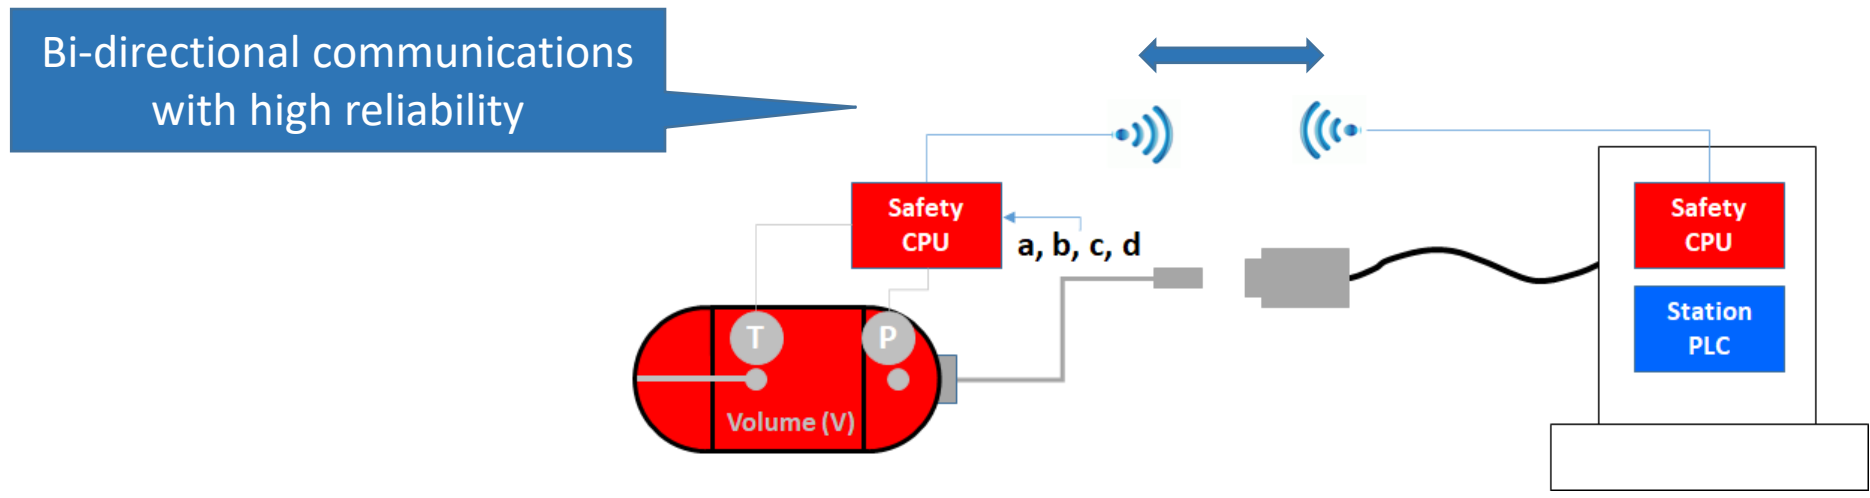 Bi-directional communications
with high reliability
Safety
CPU
a, b, c, d
T
P
Volume (V)
Safety
CPU
Station
PLC